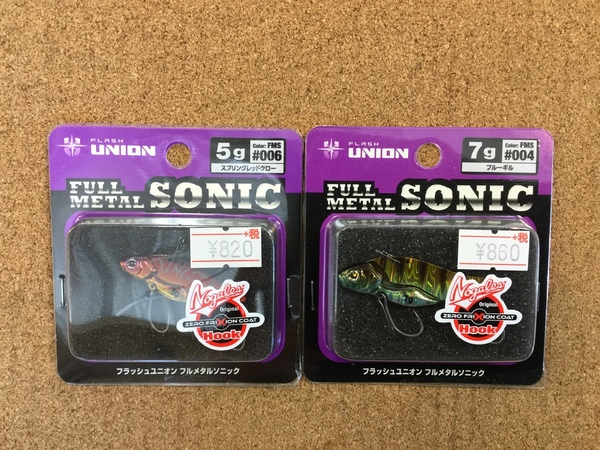 FLASH
UNION
5g
Color: FMS
#006
スプリングレッドクロー
FULL
METAL
SONIC
+税
¥820
Nogales
Original
ZERO FRIXION COAT
Hook
フラッシュユニオン フルメタルソニック
FLASH
UNION
7g
Color: FMS
#004
ブルーギル
FULL
METAL
SONIC
+税
¥860
Nogales
Original
ZERO FRIXION COAT
Hook
フラッシュユニオン フルメタルソニック